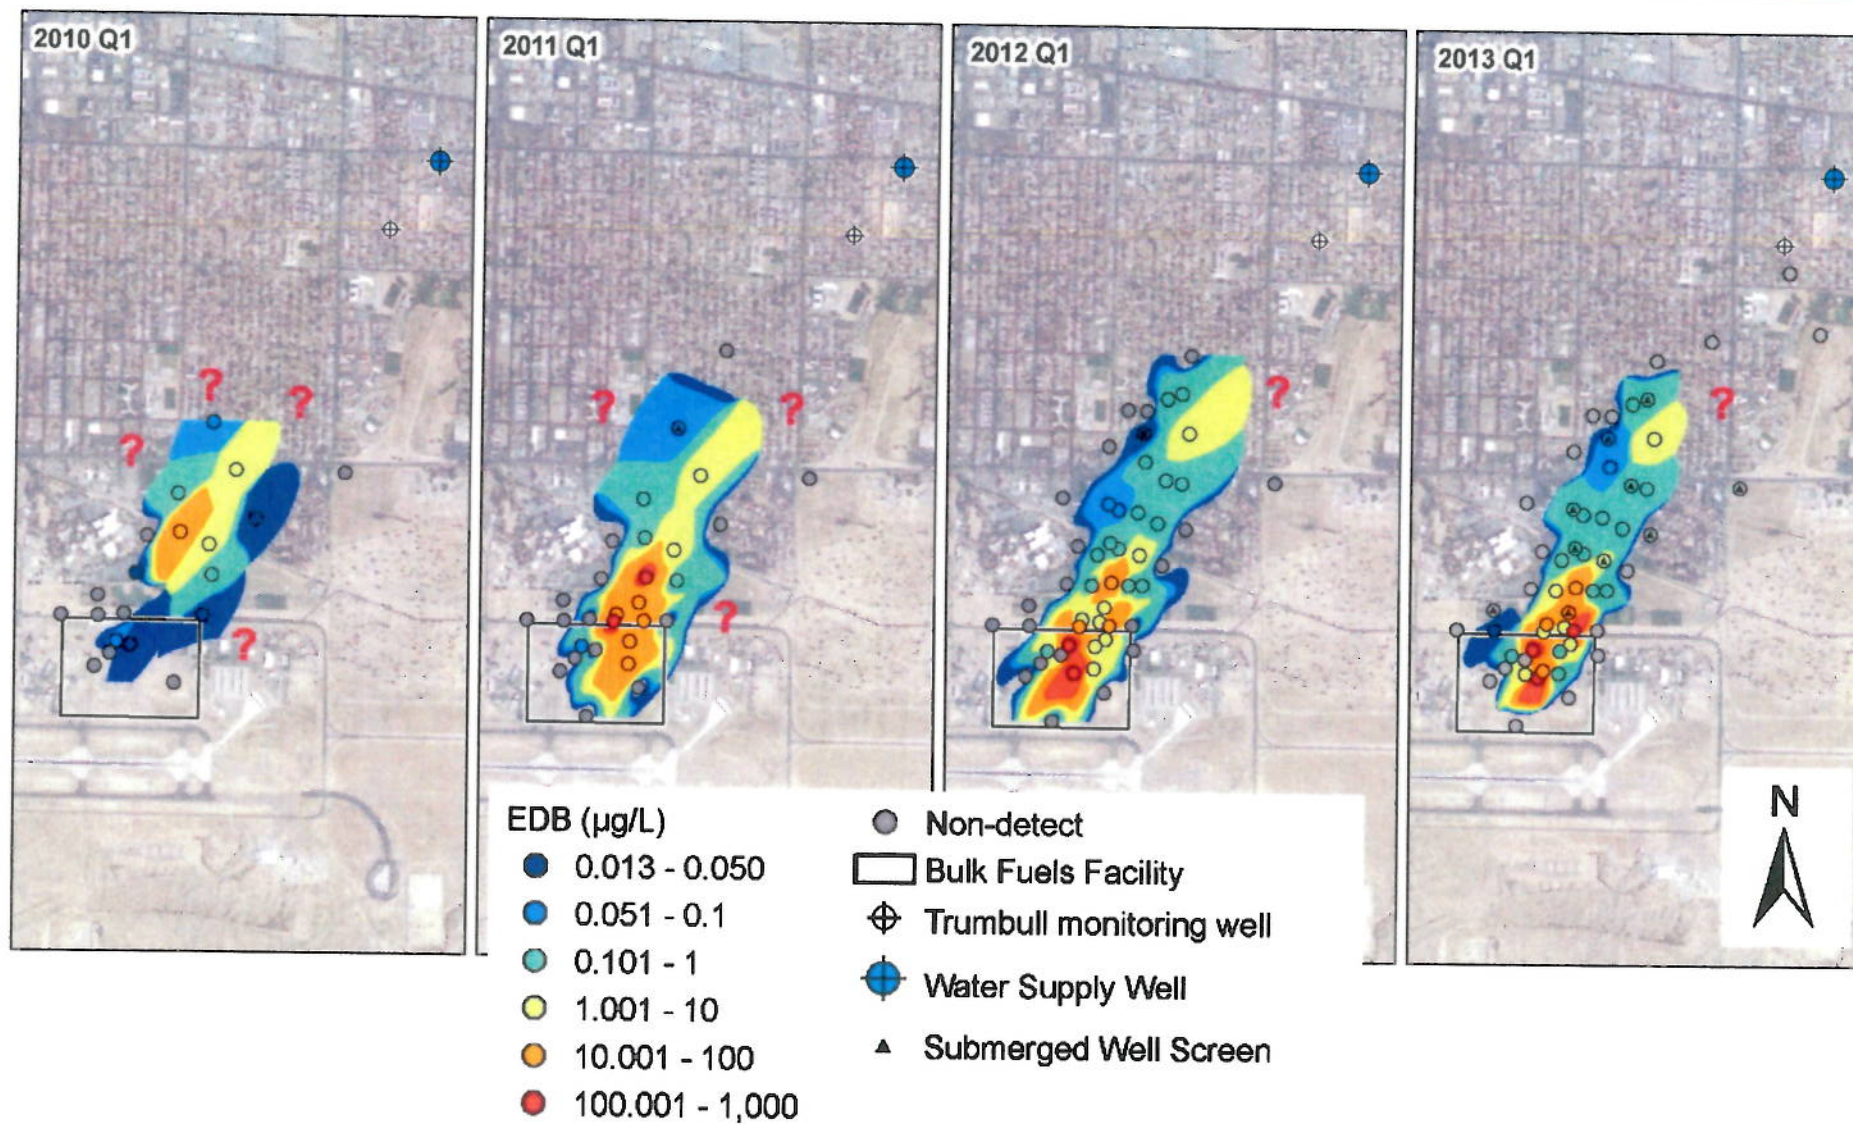 2010 Q1
2011 Q1
2012 Q1
2013 Q1
?
?
?
?
?
?
?
?
?
EDB (µg/L)
0.013 - 0.050
0.051 - 0.1
0.101 - 1
1.001 - 10
10.001 - 100
100.001 - 1,000
Non-detect
Bulk Fuels Facility
Trumbull monitoring well
Water Supply Well
Submerged Well Screen
N